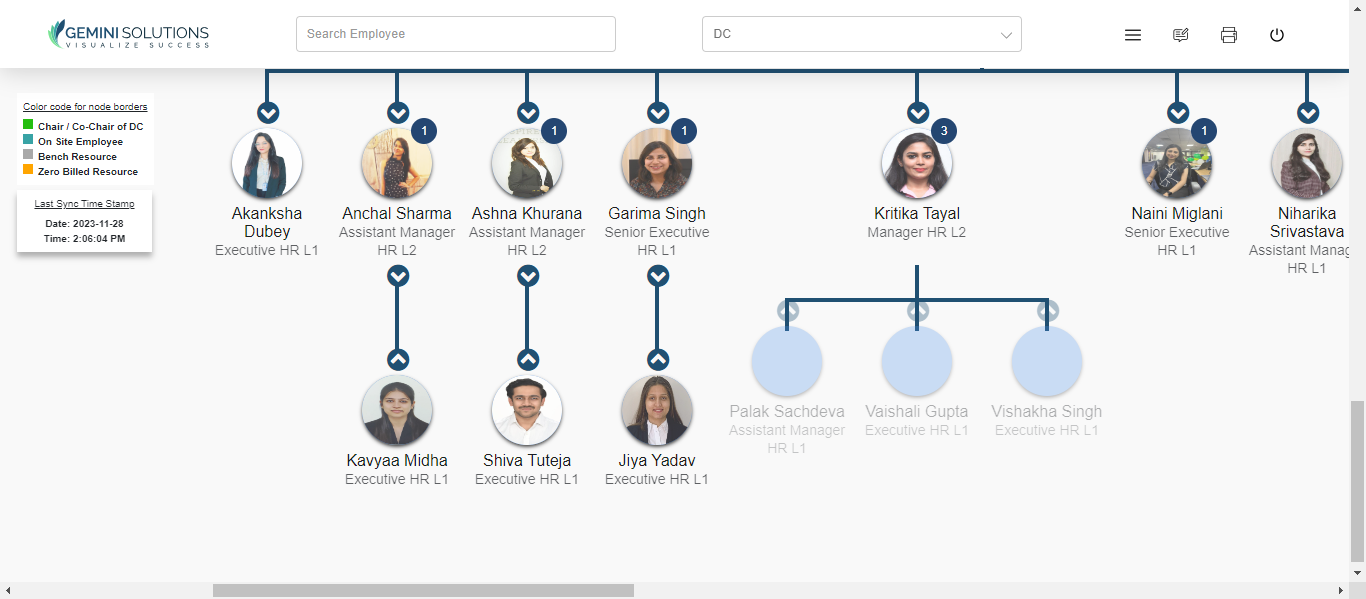 GEMINI SOLUTIONS
VISUALIZE SUCCESS
Search Employee
DC
Color code for node borders
Chair / Co-Chair of DC
On Site Employee
Bench Resource
Zero Billed Resource
Last Sync Time Stamp
Date: 2023-11-28
Time: 2:06:04 PM
1
1
1
3
1
Akanksha
Dubey
Executive HR L1
Anchal Sharma
Assistant Manager
HR L2
Ashna Khurana
Assistant Manager
HR L2
Garima Singh
Senior Executive
HR L1
Kritika Tayal
Manager HR L2
Naini Miglani
Senior Executive
HR L1
Niharika
Srivastava
Assistant Manag
HR L1
Kavyaa Midha
Executive HR L1
Shiva Tuteja
Executive HR L1
Jiya Yadav
Executive HR L1
Palak Sachdeva
Assistant Manager
HR L1
Vaishali Gupta
Executive HR L1
Vishakha Singh
Executive HR L1